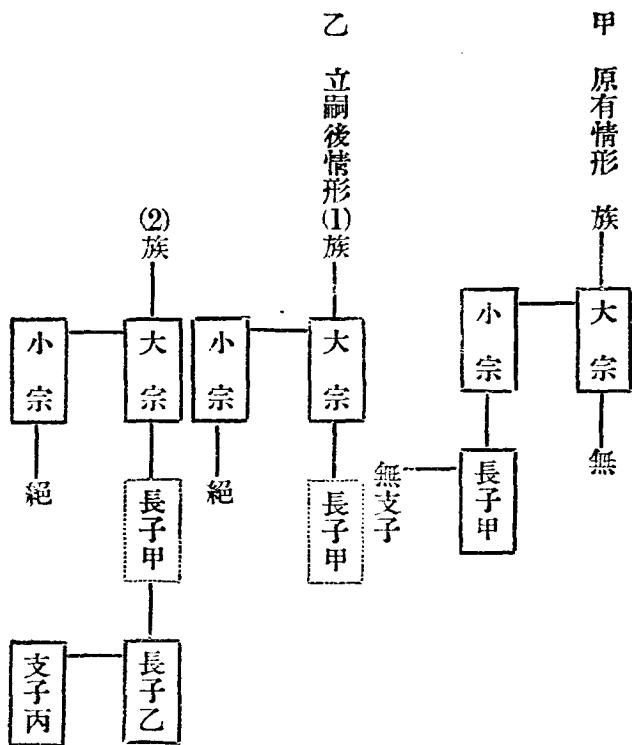 甲 原有情形 族
大宗
無
小宗
長子甲
無支子
乙 立嗣後情形(1)族
大宗
長子甲
小宗
絕
(2)族
大宗
長子甲
長子乙
小宗
絕
支子丙